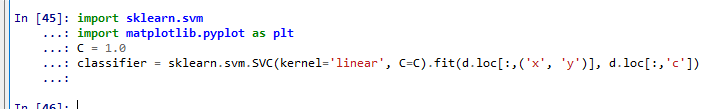 In [45]: import sklearn.svm
...: import matplotlib.pyplot as plt
...: C = 1.0
...: classifier = sklearn.svm.SVC(kernel='linear', C=C).fit(d.loc[:,('x', 'y')], d.loc[:,'c'])
...:
In [46]: